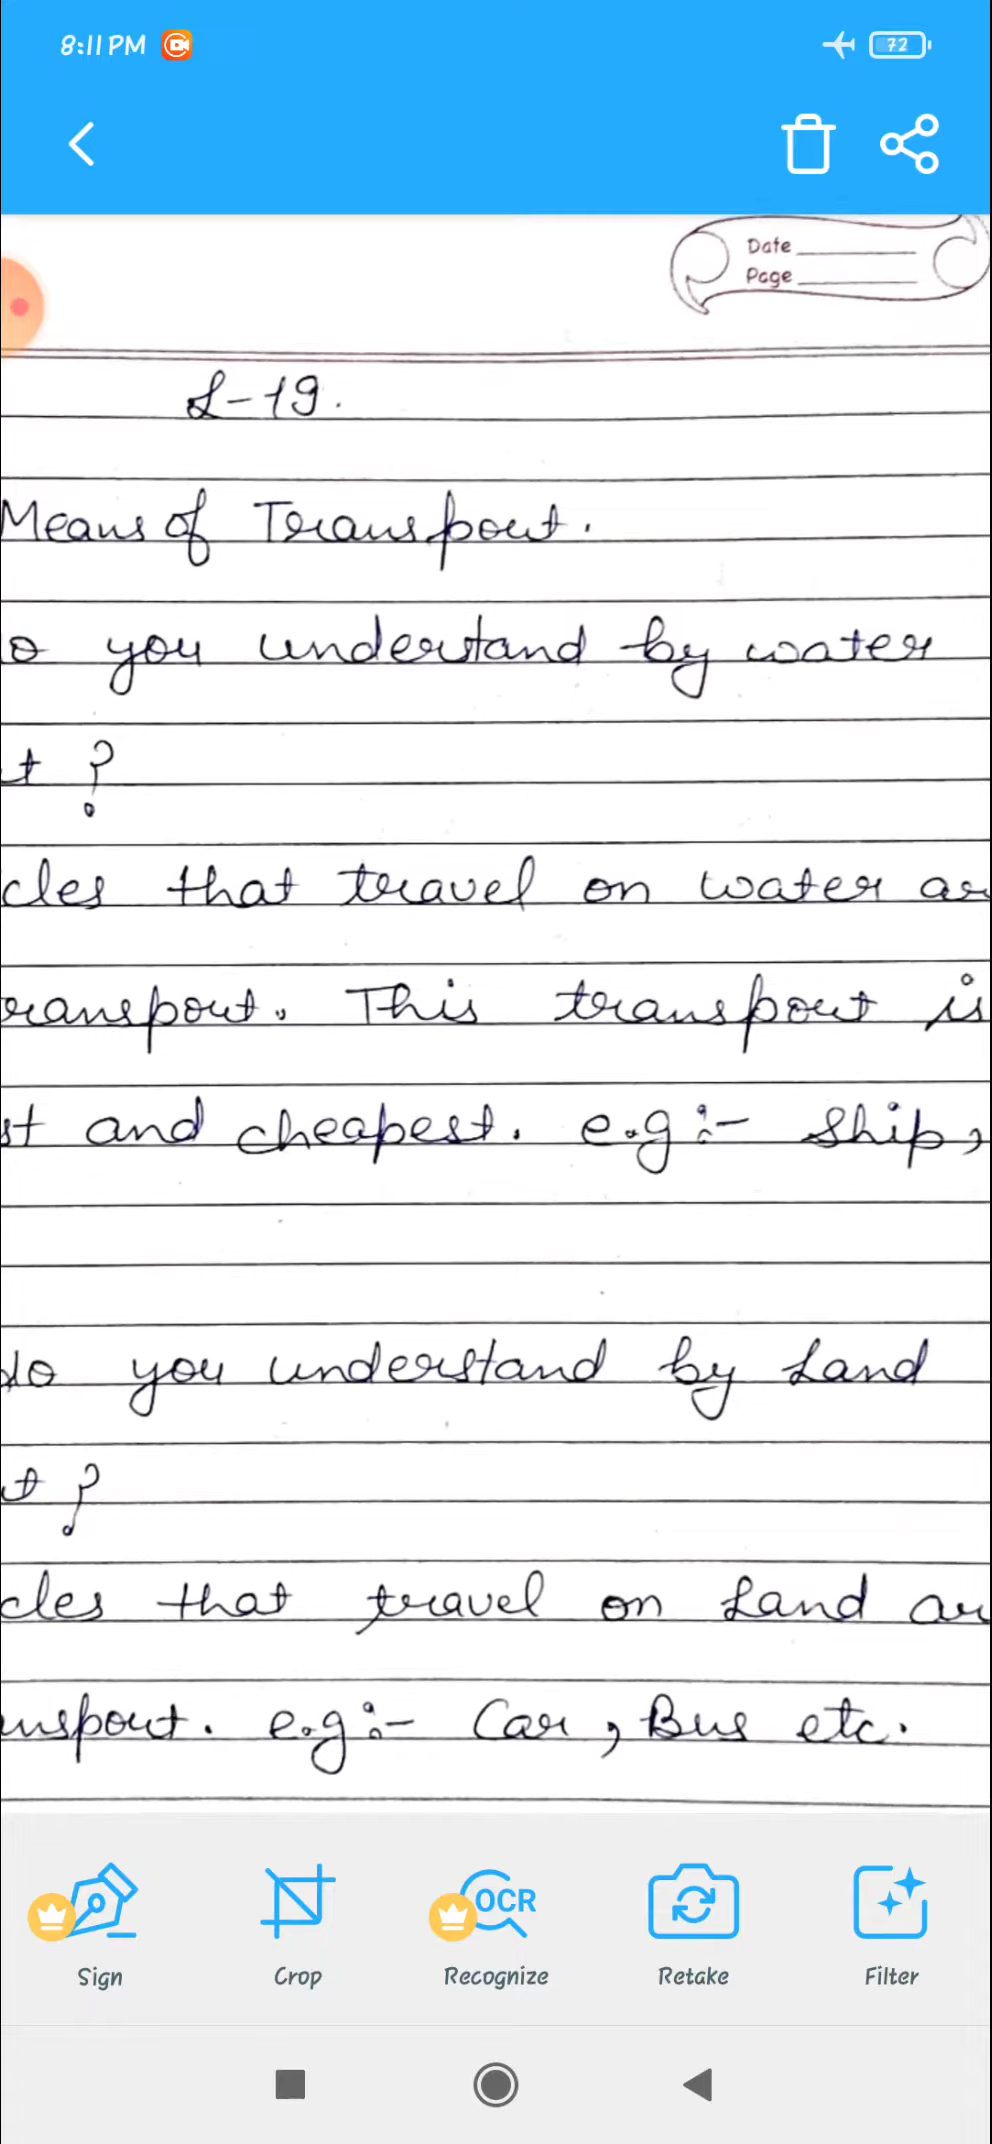 8:11 PM
72
Date
Page
L-19.
Means of Transport.
o you understand by water
t ?
cles that travel on water ar
ransport. This transport is
st and cheapest. e.g:- Ship,
do you understand by Land
t ?
cles that travel on Land ar
nsport. e.g:- Car, Bus etc.
OCR
Sign Crop Recognize Retake Filter